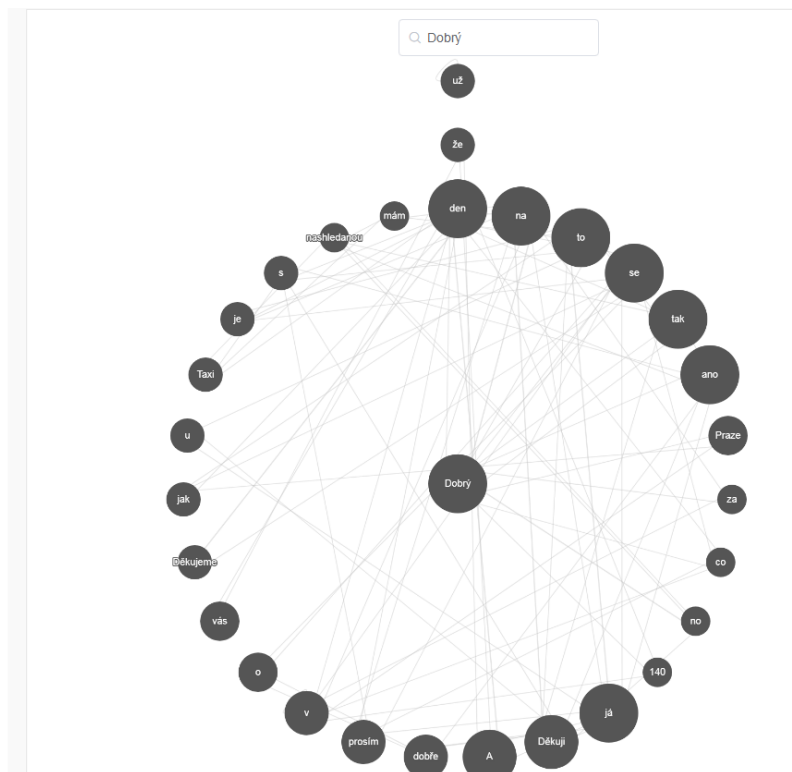 Dobrý
už
že
den
na
to
se
tak
ano
Praze
za
co
no
140
já
Děkuji
A
dobře
prosím
v
o
vás
Děkujeme
jak
u
Taxi
je
s
nashledanou
mám
Dobrý